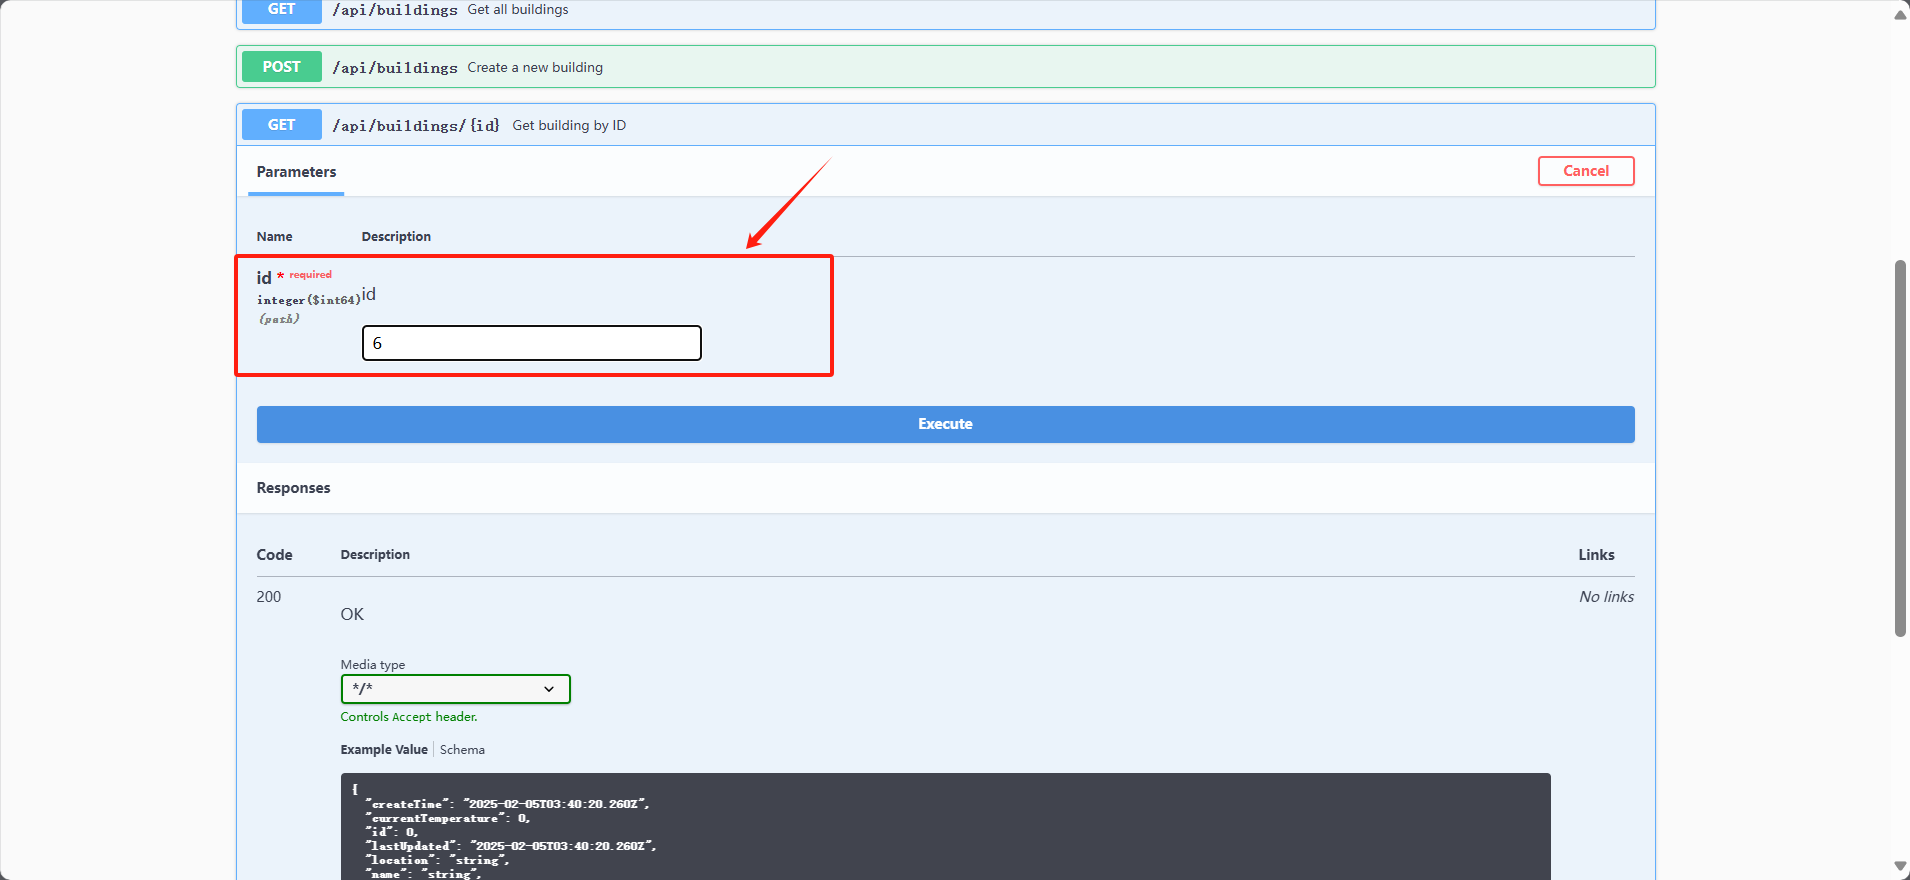 GET /api/buildings Get all buildings
POST /api/buildings Create a new building
GET /api/buildings/{id} Get building by ID
Parameters
Cancel
Name Description
id * required
integer($int64)
(path)
id
6
Execute
Responses
Code Description Links
200
OK
No links
Media type
*/*
Controls Accept header.
Example Value Schema
{
"createTime": "2025-02-05T03:40:20.260Z",
"currentTemperature": 0,
"id": 0,
"lastUpdated": "2025-02-05T03:40:20.260Z",
"location": "string",
"name": "string",